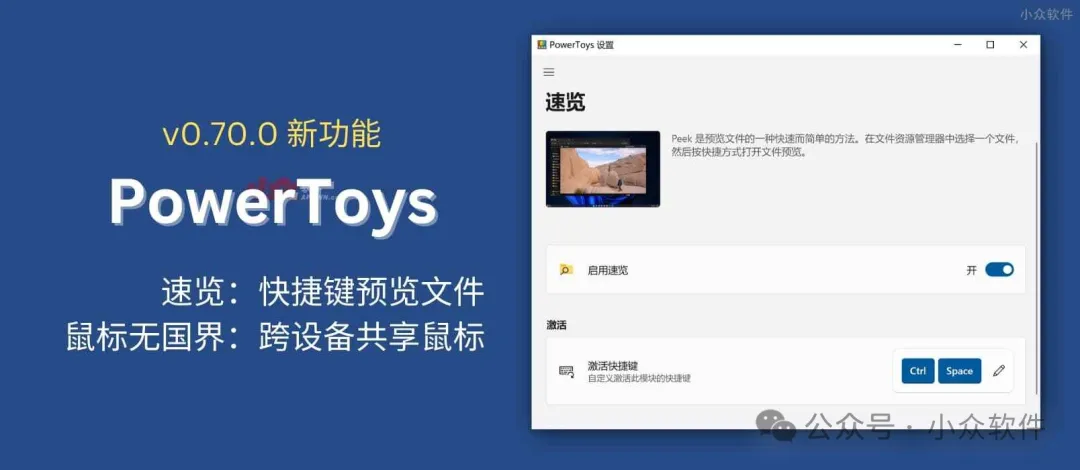 小众软件
v0.70.0 新功能
PowerToys
速览：快捷键预览文件
鼠标无国界：跨设备共享鼠标
PowerToys 设置
速览
Peek 是预览文件的一种快速而简单的方法。在文件资源管理器中选择一个文件，
然后按快捷方式打开文件预览。
启用速览
开
激活
激活快捷键
自定义激活此模块的快捷键
Ctrl
Space
公众号 · 小众软件